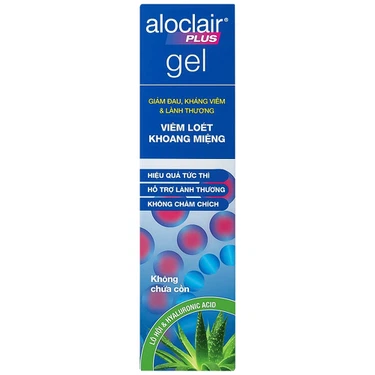 aloclair®
PLUS
gel
GIẢM ĐAU, KHÁNG VIÊM
& LÀNH THƯƠNG
VIÊM LOÉT
KHOANG MIỆNG
HIỆU QUẢ TỨC THÌ
HỖ TRỢ LÀNH THƯƠNG
KHÔNG CHÂM CHÍCH
Không
chứa cồn
LÔ HỘI & HYALURONIC ACID